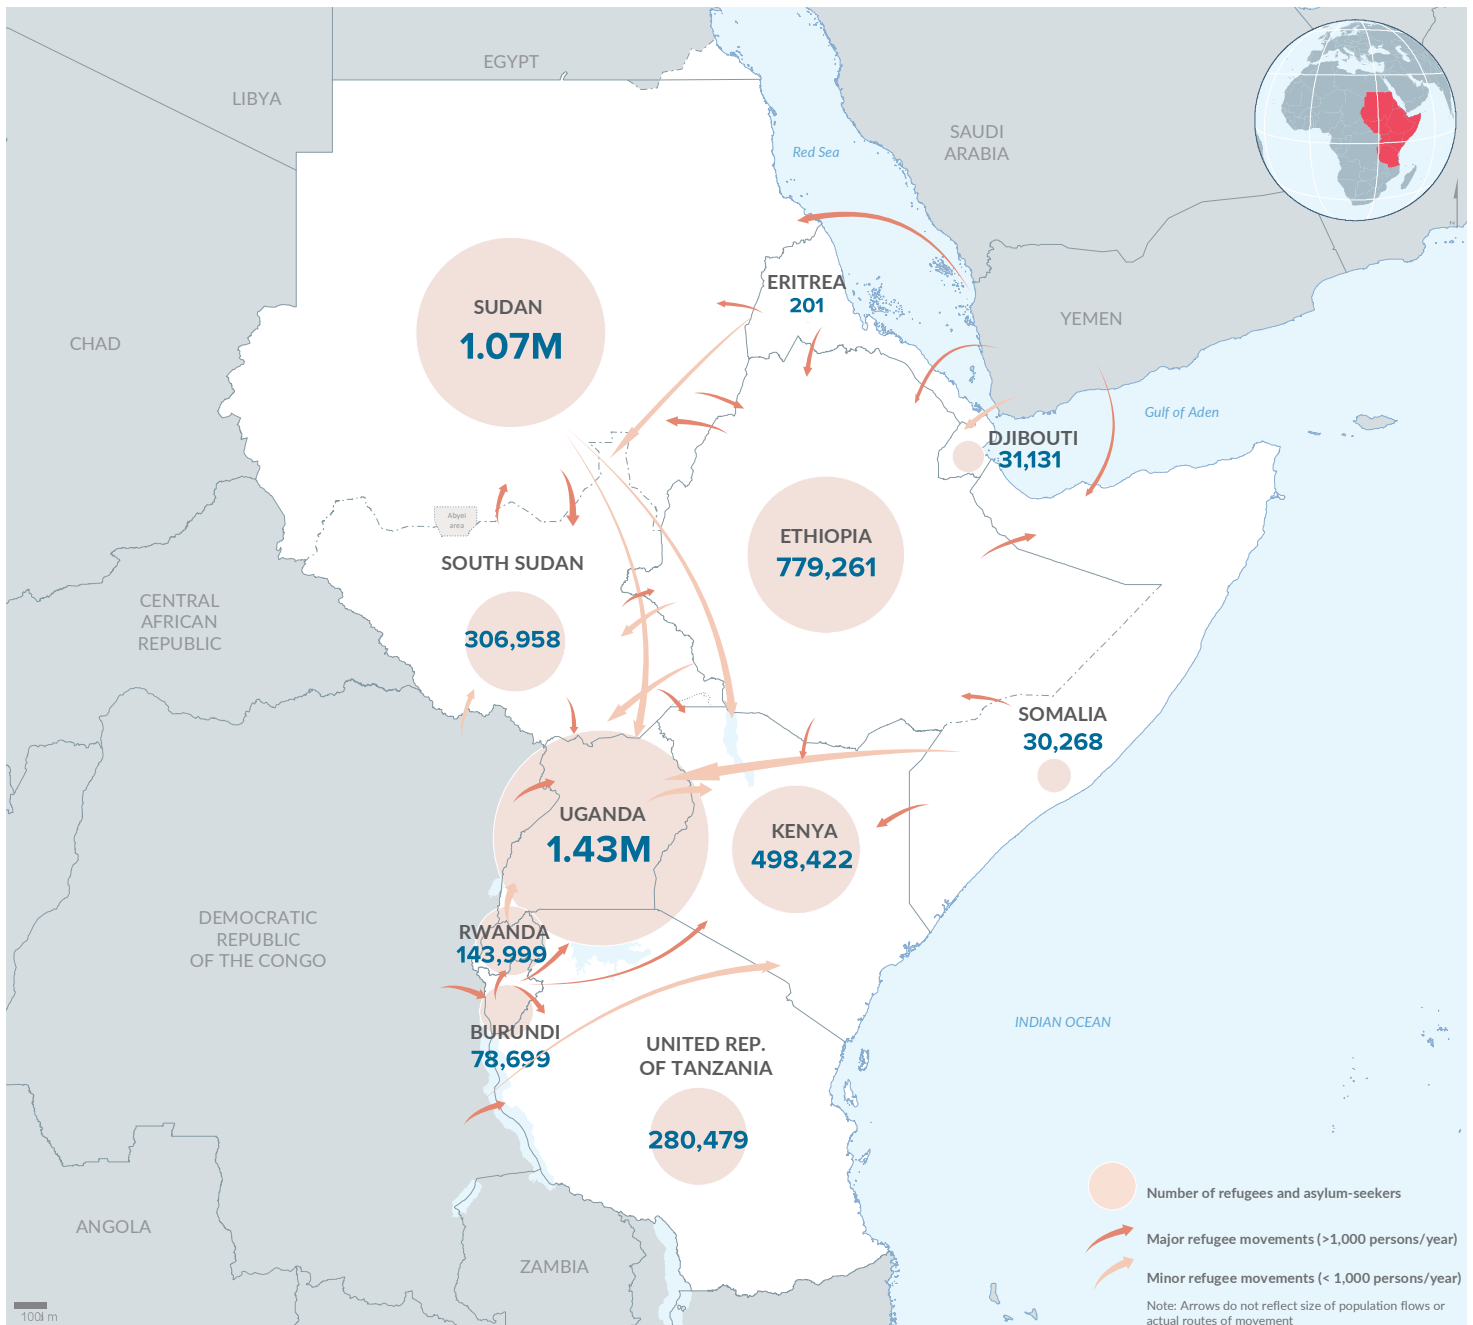 EGYPT
LIBYA
SAUDI
ARABIA
Red Sea
ERITREA
201
SUDAN
1.07M
YEMEN
CHAD
Gulf of Aden
DJIBOUTI
31,131
Abyei
area
ETHIOPIA
779,261
SOUTH SUDAN
306,958
CENTRAL
AFRICAN
REPUBLIC
SOMALIA
30,268
UGANDA
1.43M
KENYA
498,422
DEMOCRATIC
REPUBLIC
OF THE CONGO
RWANDA
143,999
BURUNDI
78,699
INDIAN OCEAN
UNITED REP.
OF TANZANIA
280,479
ANGOLA
ZAMBIA
Number of refugees and asylum-seekers
Major refugee movements (>1,000 persons/year)
Minor refugee movements (< 1,000 persons/year)
Note: Arrows do not reflect size of population flows or
actual routes of movement